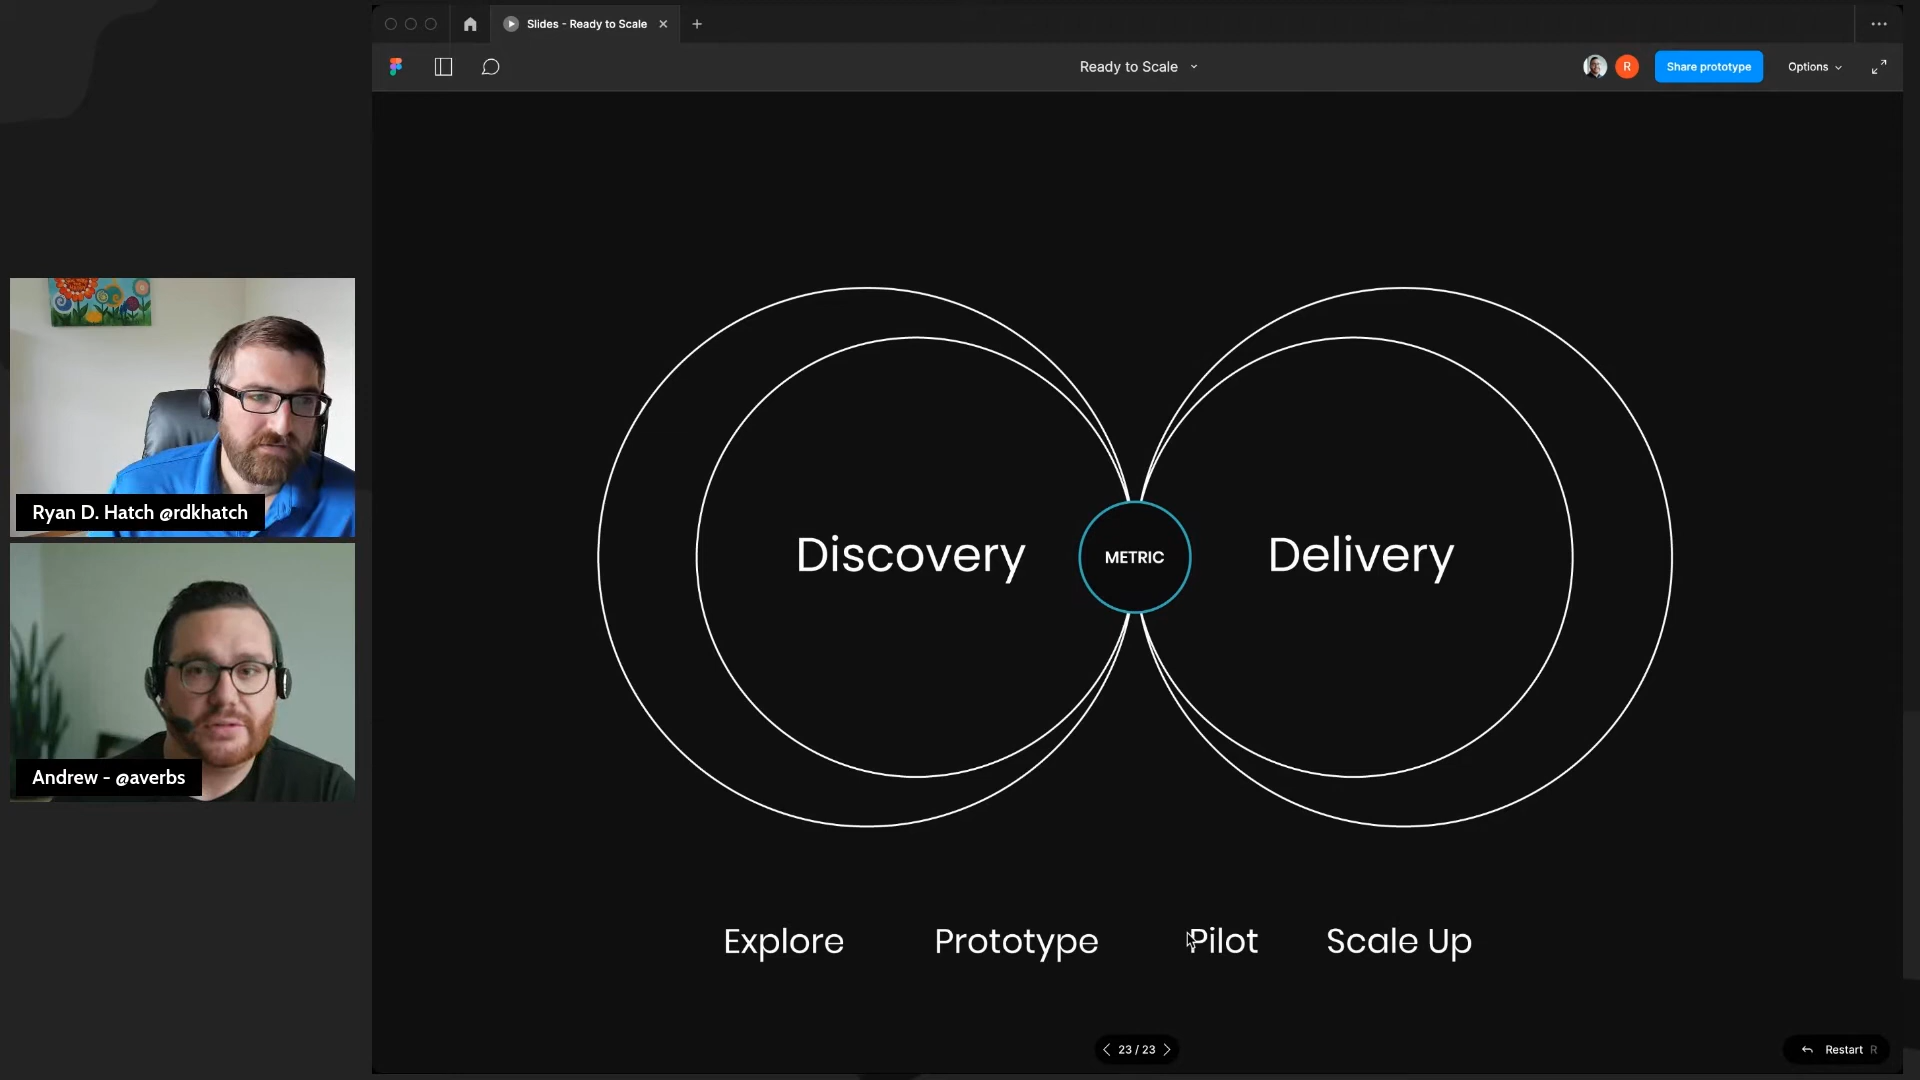 Slides - Ready to Scale
Ready to Scale
R
Share prototype
Options
Ryan D. Hatch @rdkhatch
Andrew - @averbs
Discovery
METRIC
Delivery
Explore
Prototype
Pilot
Scale Up
23 / 23
Restart R